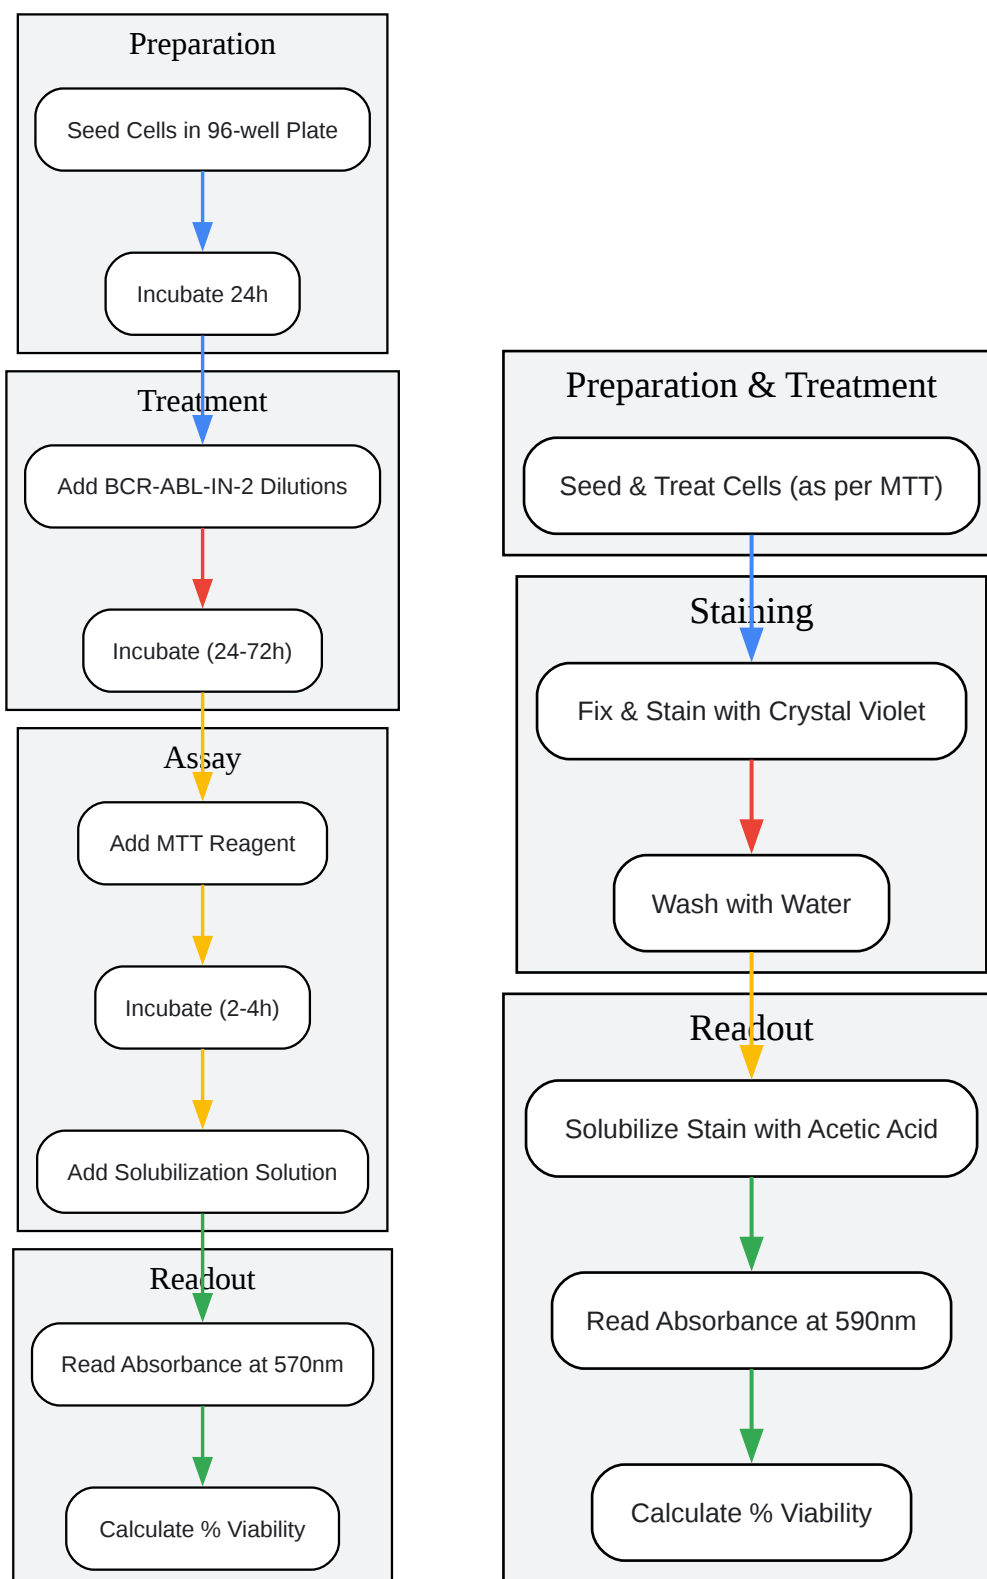 Preparation
Seed Cells in 96-well Plate
Incubate 24h
Treatment
Add BCR-ABL-IN-2 Dilutions
Incubate (24-72h)
Assay
Add MTT Reagent
Incubate (2-4h)
Add Solubilization Solution
Readout
Read Absorbance at 570nm
Calculate % Viability
Preparation & Treatment
Seed & Treat Cells (as per MTT)
Staining
Fix & Stain with Crystal Violet
Wash with Water
Readout
Solubilize Stain with Acetic Acid
Read Absorbance at 590nm
Calculate % Viability